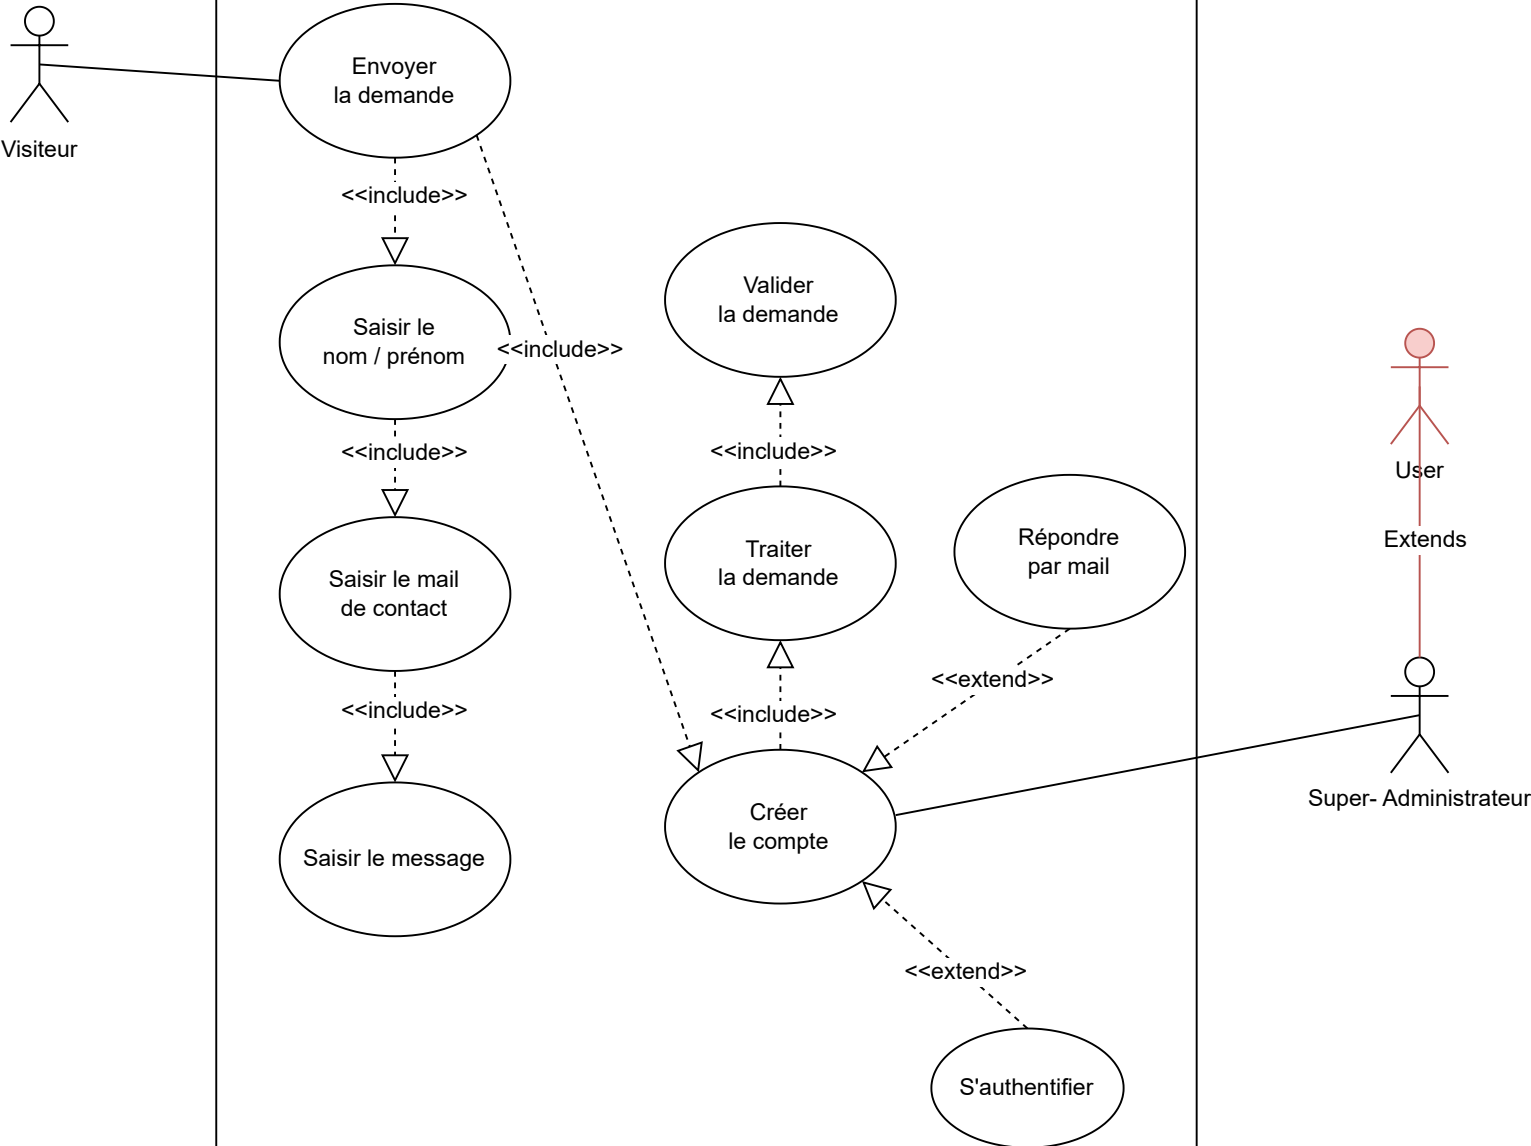 Visiteur
Envoyer
la demande
<<include>>
Saisir le
nom / prénom
<<include>>
<<include>>
Saisir le mail
de contact
<<include>>
Saisir le message
Valider
la demande
<<include>>
Traiter
la demande
<<include>>
Répondre
par mail
<<extend>>
Créer
le compte
<<extend>>
S'authentifier
User
Extends
Super- Administrateur